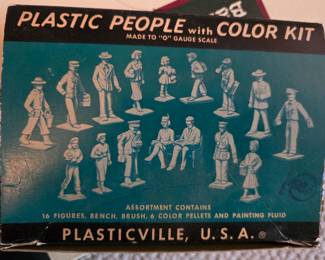 PLASTIC PEOPLE with COLOR KIT
MADE TO "O" GAUGE SCALE
ASSORTMENT CONTAINS
16 FIGURES, BENCH, BRUSH, 6 COLOR PELLETS AND PAINTING FLUID
PLASTICVILLE, U.S.A.®